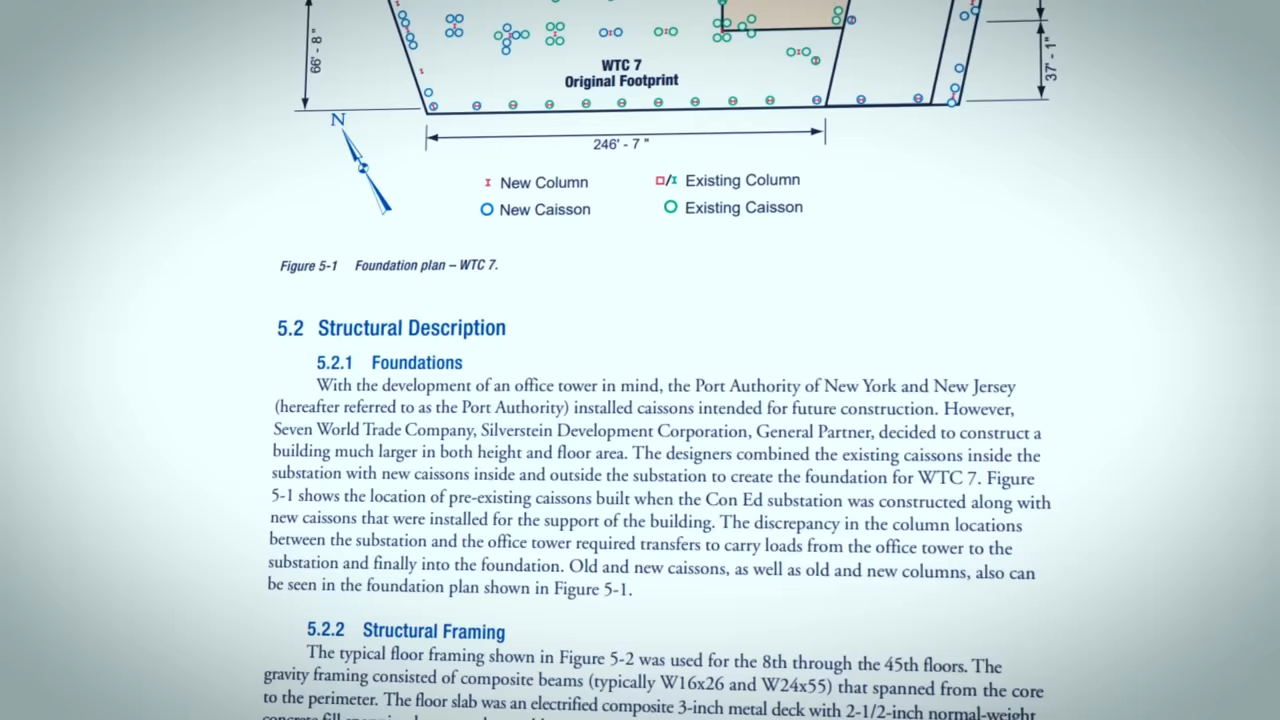 66' - 8"
37' - 1"
WTC 7
Original Footprint
N
246' - 7 "
New Column
Existing Column
New Caisson
Existing Caisson
Figure 5-1 Foundation plan – WTC 7.
5.2 Structural Description
5.2.1 Foundations
With the development of an office tower in mind, the Port Authority of New York and New Jersey
(hereafter referred to as the Port Authority) installed caissons intended for future construction. However,
Seven World Trade Company, Silverstein Development Corporation, General Partner, decided to construct a
building much larger in both height and floor area. The designers combined the existing caissons inside the
substation with new caissons inside and outside the substation to create the foundation for WTC 7. Figure
5-1 shows the location of pre-existing caissons built when the Con Ed substation was constructed along with
new caissons that were installed for the support of the building. The discrepancy in the column locations
between the substation and the office tower required transfers to carry loads from the office tower to the
substation and finally into the foundation. Old and new caissons, as well as old and new columns, also can
be seen in the foundation plan shown in Figure 5-1.
5.2.2 Structural Framing
The typical floor framing shown in Figure 5-2 was used for the 8th through the 45th floors. The
gravity framing consisted of composite beams (typically W16x26 and W24x55) that spanned from the core
to the perimeter. The floor slab was an electrified composite 3-inch metal deck with 2-1/2-inch normal-weight